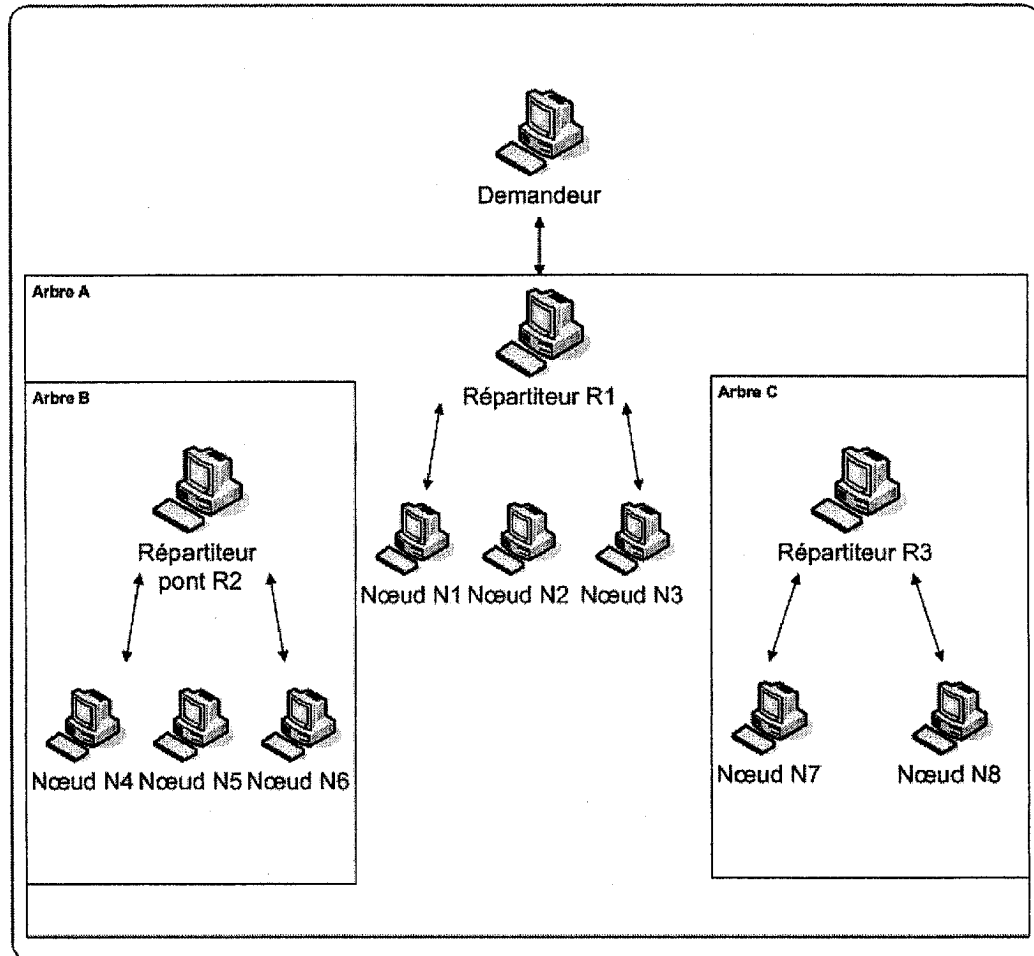 Demandeur
Arbre A
Répartiteur R1
Arbre B
Arbre C
Répartiteur
pont R2
Répartiteur R3
Nœud N1 Nœud N2 Nœud N3
Nœud N4 Nœud N5 Nœud N6
Nœud N7 Nœud N8